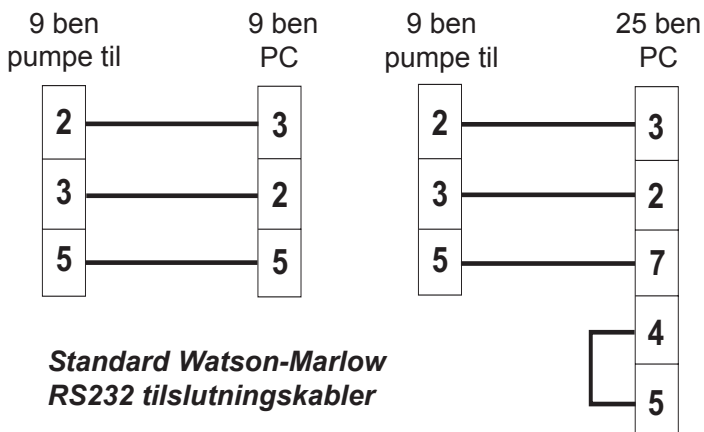 9 ben
pumpe til
9 ben
PC
2 3
3 2
5 5
9 ben
pumpe til
25 ben
PC
2 3
3 2
5 7
4
5
Standard Watson-Marlow
RS232 tilslutningskabler